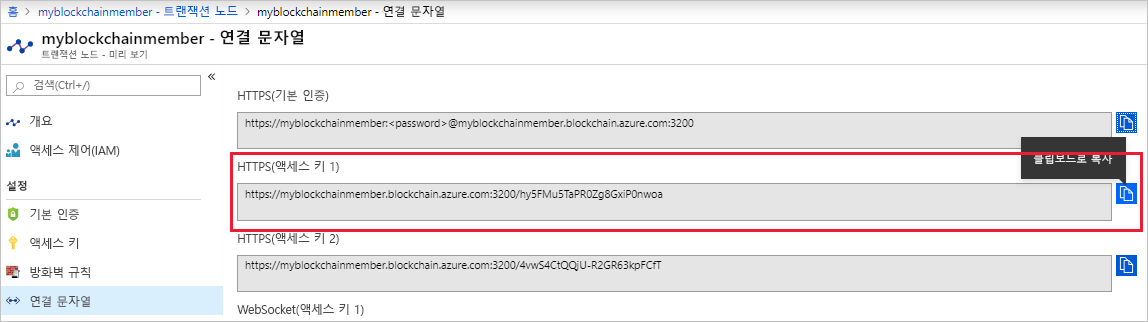 홈 > myblockchainmember - 트랜잭션 노드 > myblockchainmember - 연결 문자열
myblockchainmember - 연결 문자열
트랜잭션 노드 - 미리 보기
검색(Ctrl+/)
«
개요
액세스 제어(IAM)
설정
기본 인증
액세스 키
방화벽 규칙
연결 문자열
HTTPS(기본 인증)
https://myblockchainmember:<password>@myblockchainmember.blockchain.azure.com:3200
클립보드로 복사
HTTPS(액세스 키 1)
https://myblockchainmember.blockchain.azure.com:3200/hy5FMu5TaPR0Zg8GxiP0nwoa
HTTPS(액세스 키 2)
https://myblockchainmember.blockchain.azure.com:3200/4vwS4CtQQjU-R2GR63kpFCfT
WebSocket(액세스 키 1)